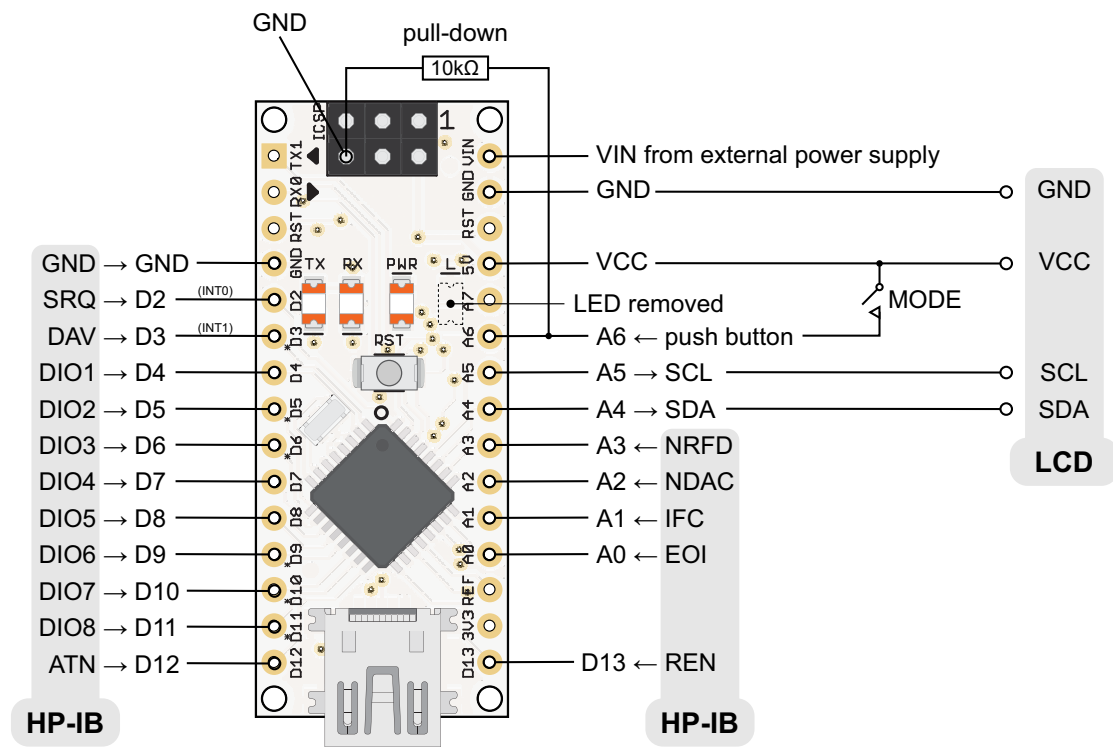 GND
pull-down
10kΩ
ICSP
1
TX1
RX0
RST
GND
D2
D3
D4
D5
D6
D7
D8
D9
D10
D11
D12
VIN
GND
RST
5V
A7
A6
A5
A4
A3
A2
A1
A0
REF
3V3
D13
TX
RX
PWR
L
RST
GND → GND
SRQ → D2 (INT0)
DAV → D3 (INT1)
DIO1 → D4
DIO2 → D5
DIO3 → D6
DIO4 → D7
DIO5 → D8
DIO6 → D9
DIO7 → D10
DIO8 → D11
ATN → D12
HP-IB
VIN from external power supply
GND
VCC
MODE
LED removed
A6 ← push button
A5 → SCL
A4 → SDA
A3 ← NRFD
A2 ← NDAC
A1 ← IFC
A0 ← EOI
D13 ← REN
HP-IB
GND
VCC
SCL
SDA
LCD